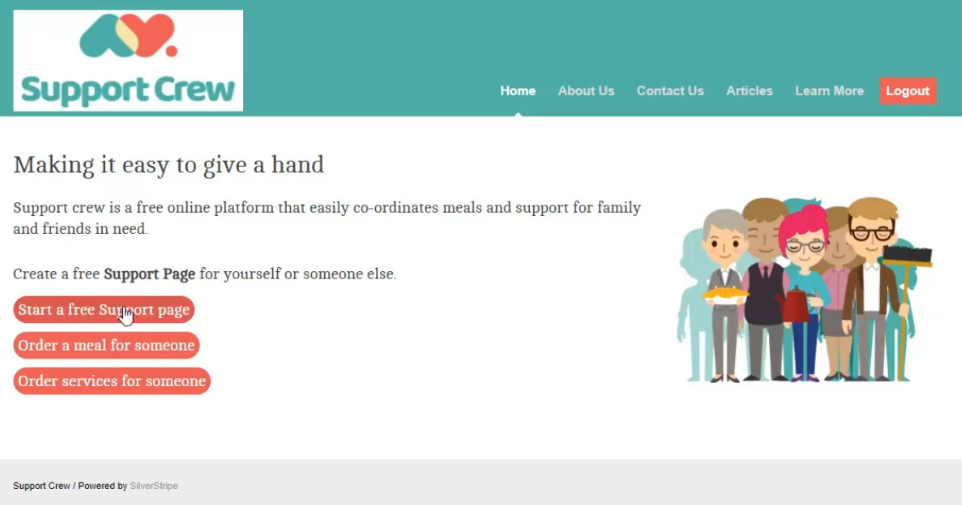 Support Crew
Home
About Us
Contact Us
Articles
Learn More
Logout
Making it easy to give a hand
Support crew is a free online platform that easily co-ordinates meals and support for family
and friends in need.
Create a free Support Page for yourself or someone else.
Start a free Support page
Order a meal for someone
Order services for someone
Support Crew / Powered by SilverStripe